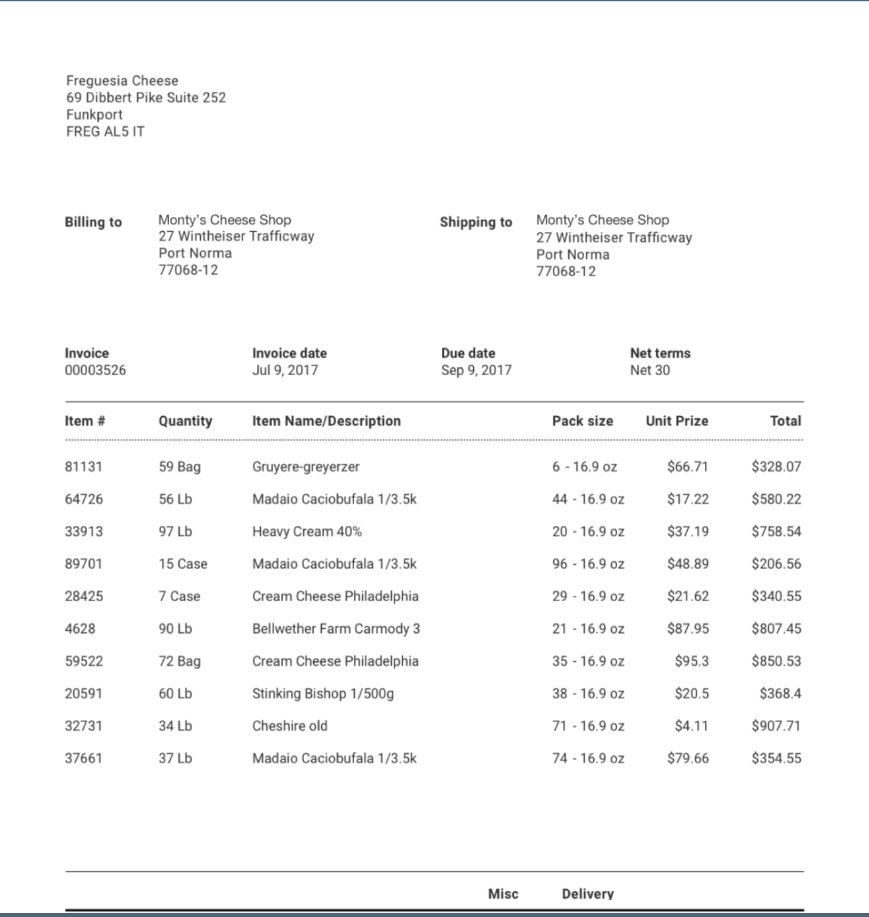 Freguesia Cheese
69 Dibbert Pike Suite 252
Funkport
FREG AL5 IT
Billing to
Monty's Cheese Shop
27 Wintheiser Trafficway
Port Norma
77068-12
Shipping to
Monty's Cheese Shop
27 Wintheiser Trafficway
Port Norma
77068-12
Invoice Invoice date Due date Net terms
00003526 Jul 9, 2017 Sep 9, 2017 Net 30
Item # Quantity Item Name/Description Pack size Unit Prize Total
81131 59 Bag Gruyere-greyerzer 6 - 16.9 oz $66.71 $328.07
64726 56 Lb Madaio Caciobufala 1/3.5k 44 - 16.9 oz $17.22 $580.22
33913 97 Lb Heavy Cream 40% 20 - 16.9 oz $37.19 $758.54
89701 15 Case Madaio Caciobufala 1/3.5k 96 - 16.9 oz $48.89 $206.56
28425 7 Case Cream Cheese Philadelphia 29 - 16.9 oz $21.62 $340.55
4628 90 Lb Bellwether Farm Carmody 3 21 - 16.9 oz $87.95 $807.45
59522 72 Bag Cream Cheese Philadelphia 35 - 16.9 oz $95.3 $850.53
20591 60 Lb Stinking Bishop 1/500g 38 - 16.9 oz $20.5 $368.4
32731 34 Lb Cheshire old 71 - 16.9 oz $4.11 $907.71
37661 37 Lb Madaio Caciobufala 1/3.5k 74 - 16.9 oz $79.66 $354.55
Misc Delivery